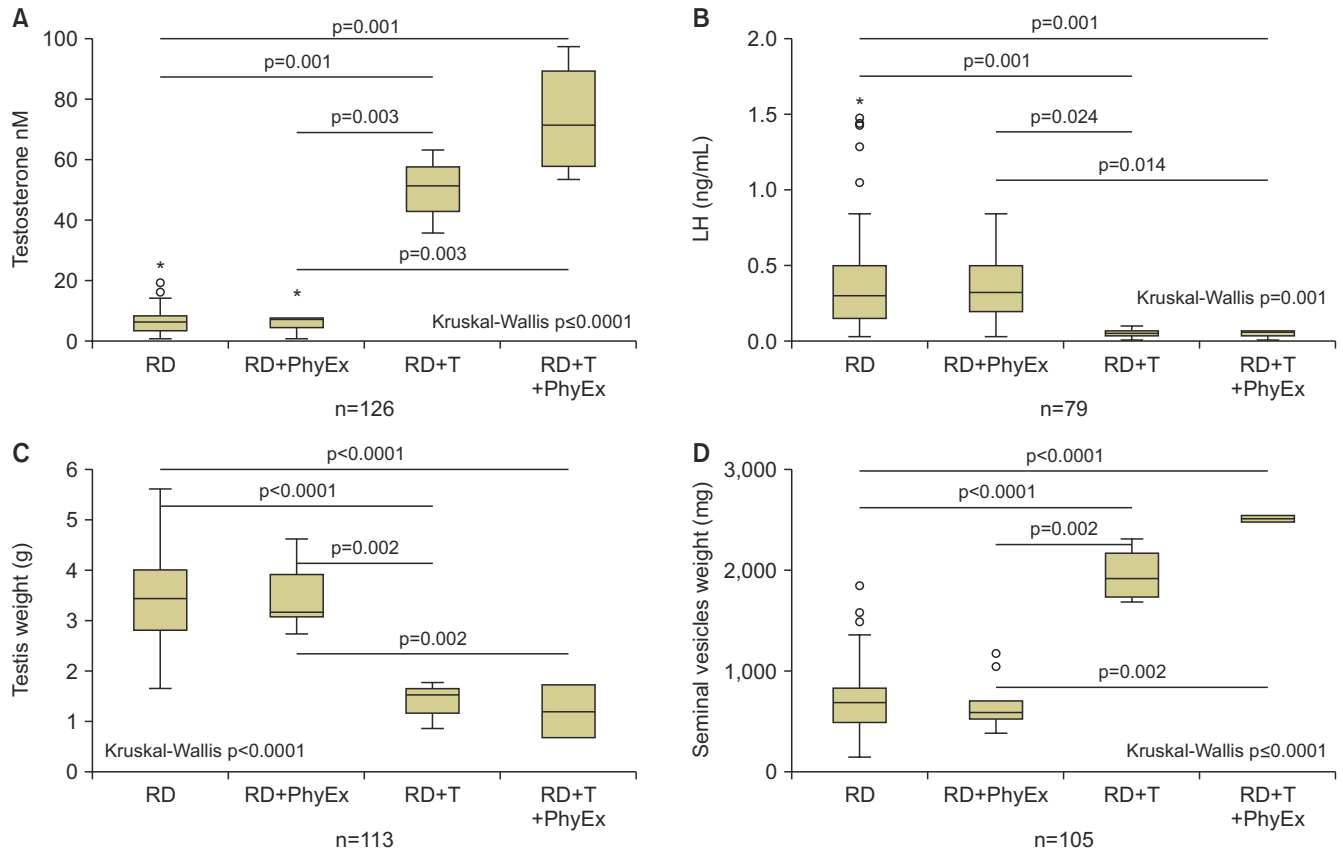 A
Testosterone nM
100
80
60
40
20
0
p=0.001
p=0.001
p=0.003
p=0.003
*
*
Kruskal-Wallis p≤0.0001
RD
RD+PhyEx
RD+T
RD+T
+PhyEx
n=126
B
LH (ng/mL)
2.0
1.5
1.0
0.5
0.0
p=0.001
p=0.001
p=0.024
p=0.014
*
Kruskal-Wallis p=0.001
RD
RD+PhyEx
RD+T
RD+T
+PhyEx
n=79
C
Testis weight (g)
6
5
4
3
2
1
0
p<0.0001
p<0.0001
p=0.002
p=0.002
Kruskal-Wallis p<0.0001
RD
RD+PhyEx
RD+T
RD+T
+PhyEx
n=113
D
Seminal vesicles weight (mg)
3,000
2,000
1,000
0
p<0.0001
p<0.0001
p=0.002
p=0.002
Kruskal-Wallis p≤0.0001
RD
RD+PhyEx
RD+T
RD+T
+PhyEx
n=105